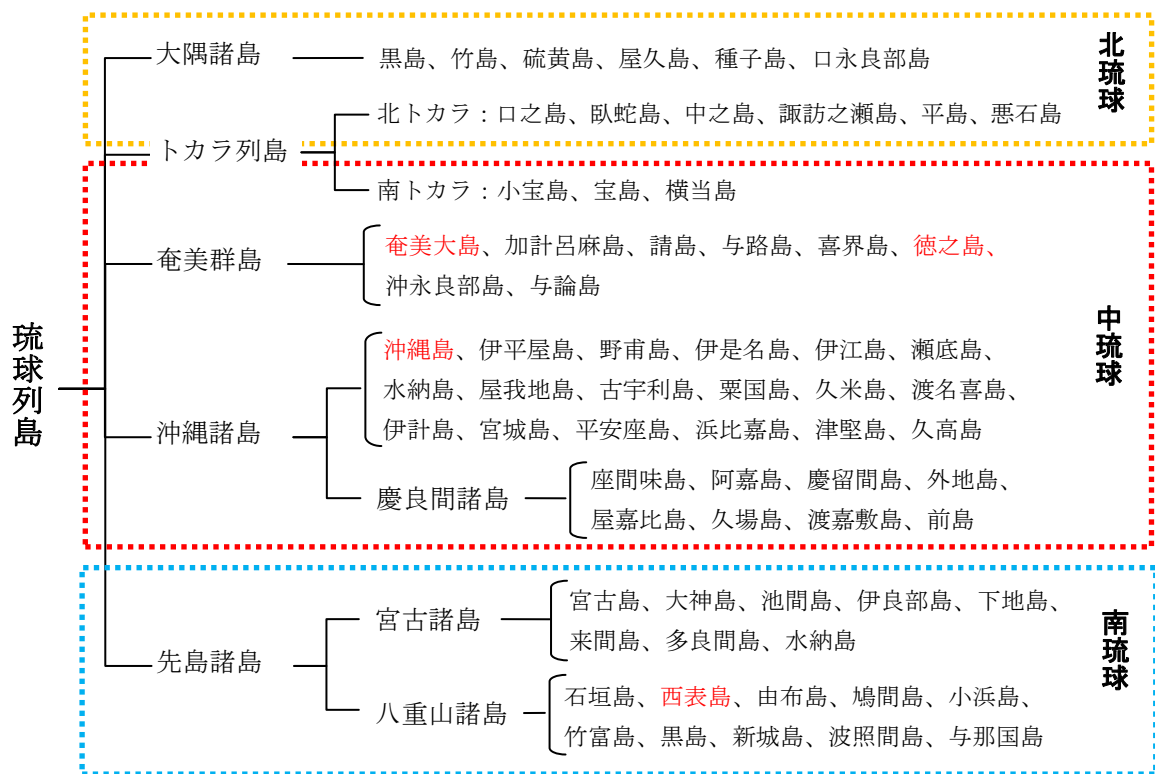 琉球列島
北琉球
大隅諸島
黒島、竹島、硫黄島、屋久島、種子島、口永良部島
トカラ列島
北トカラ：口之島、臥蛇島、中之島、諏訪之瀬島、平島、悪石島
中琉球
南トカラ：小宝島、宝島、横当島
奄美群島
奄美大島、加計呂麻島、請島、与路島、喜界島、徳之島、
沖永良部島、与論島
沖縄諸島
沖縄島、伊平屋島、野甫島、伊是名島、伊江島、瀬底島、
水納島、屋我地島、古宇利島、粟国島、久米島、渡名喜島、
伊計島、宮城島、平安座島、浜比嘉島、津堅島、久高島
慶良間諸島
座間味島、阿嘉島、慶留間島、外地島、
屋嘉比島、久場島、渡嘉敷島、前島
南琉球
先島諸島
宮古諸島
宮古島、大神島、池間島、伊良部島、下地島、
来間島、多良間島、水納島
八重山諸島
石垣島、西表島、由布島、鳩間島、小浜島、
竹富島、黒島、新城島、波照間島、与那国島